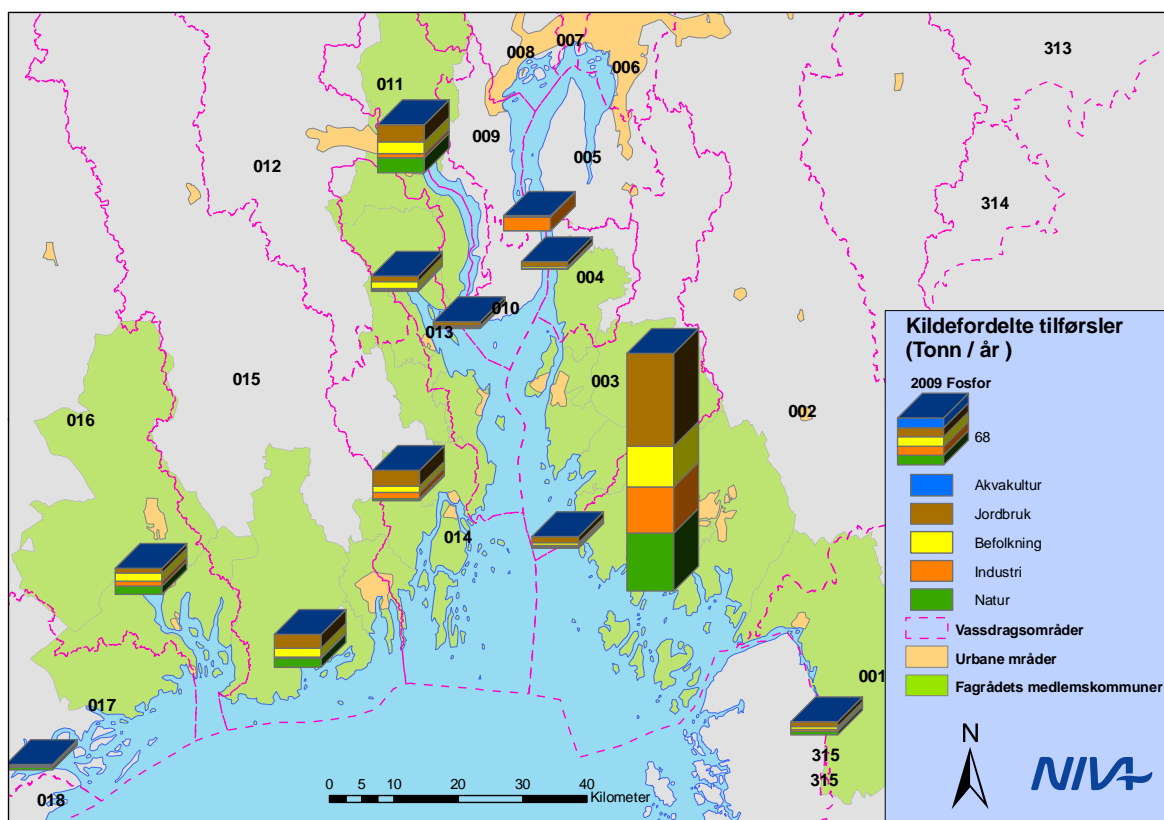 007
008
006
313
011
009
012
005
314
004
010
013
003
015
002
016
014
001
017
315
315
018
0 5 10 20 30 40
Kilometer
Kildefordelte tilførsler
(Tonn / år )
2009 Fosfor
68
Akvakultur
Jordbruk
Befolkning
Industri
Natur
Vassdragsområder
Urbane mråder
Fagrådets medlemskommuner
N
NIVA